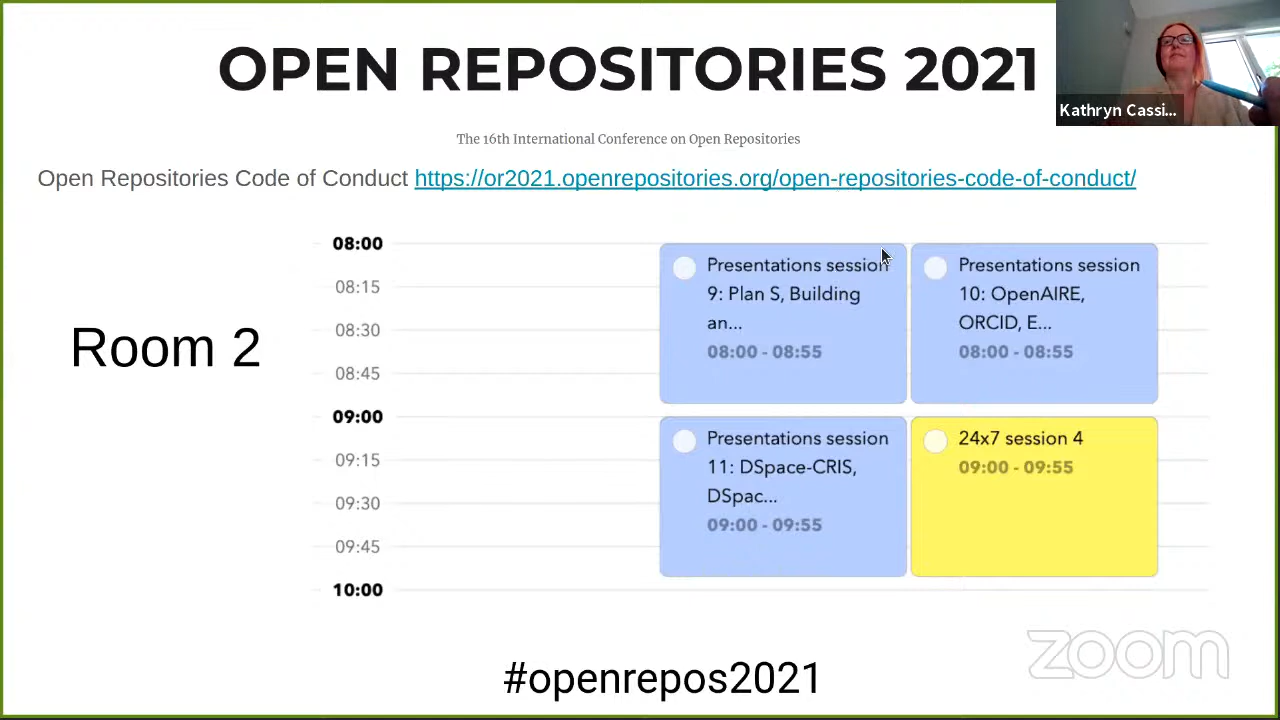 OPEN REPOSITORIES 2021
Kathryn Cassi...
The 16th International Conference on Open Repositories
Open Repositories Code of Conduct https://or2021.openrepositories.org/open-repositories-code-of-conduct/
Room 2
08:00
08:15
08:30
08:45
09:00
09:15
09:30
09:45
10:00
Presentations session
9: Plan S, Building
an...
08:00 - 08:55
Presentations session
10: OpenAIRE,
ORCID, E...
08:00 - 08:55
Presentations session
11: DSpace-CRIS,
DSpac...
09:00 - 09:55
24x7 session 4
09:00 - 09:55
zoom
#openrepos2021